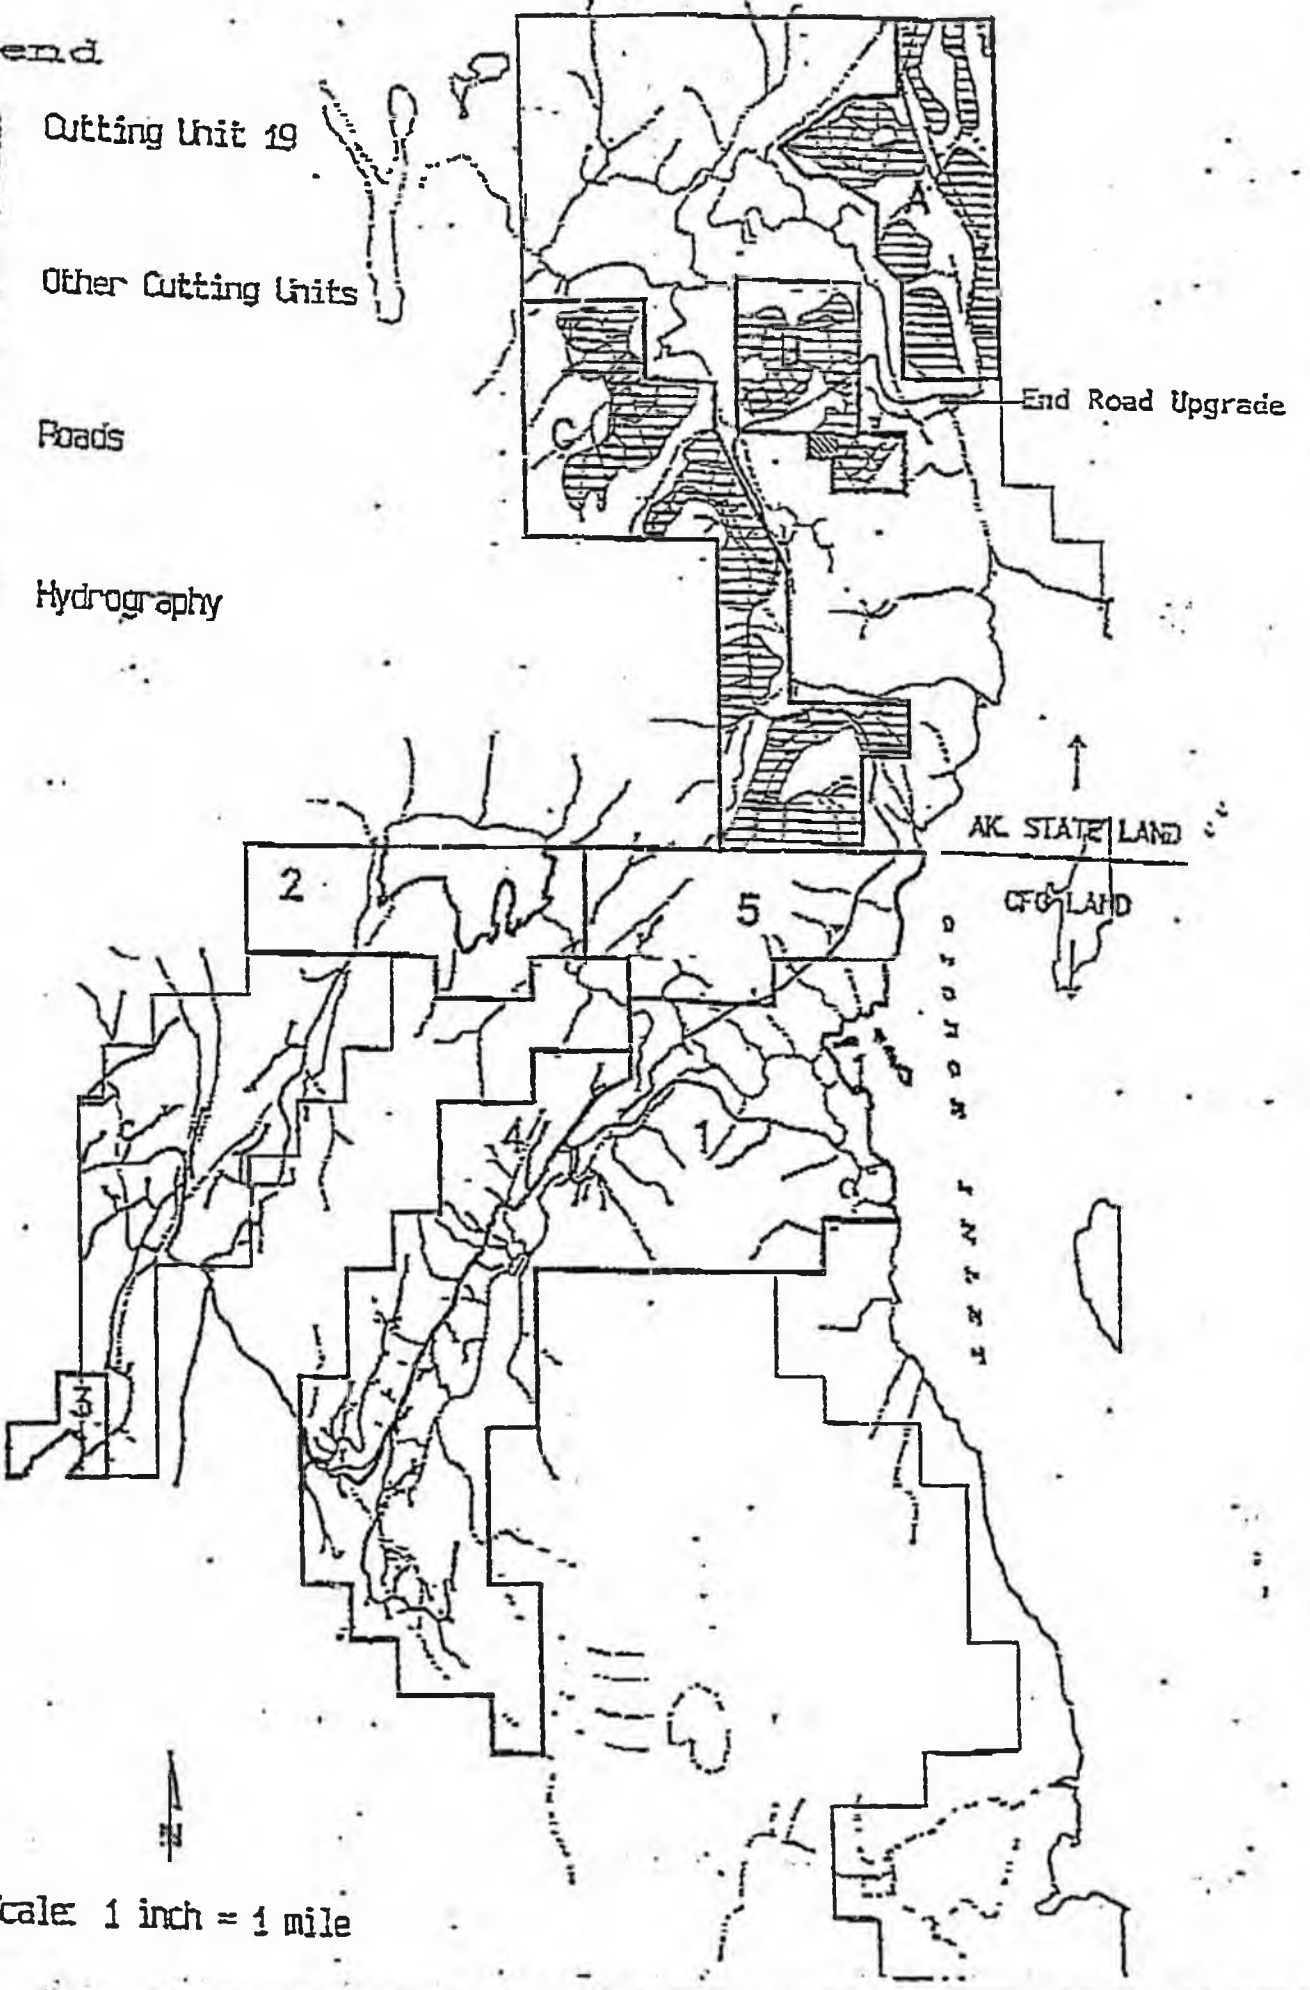 end
Cutting Unit 19
Other Cutting Units
Roads
Hydrography
A
C
End Road Upgrade
AK. STATE LAND
CFG LAND
2
5
4
1
3
INLET
Scale: 1 inch = 1 mile